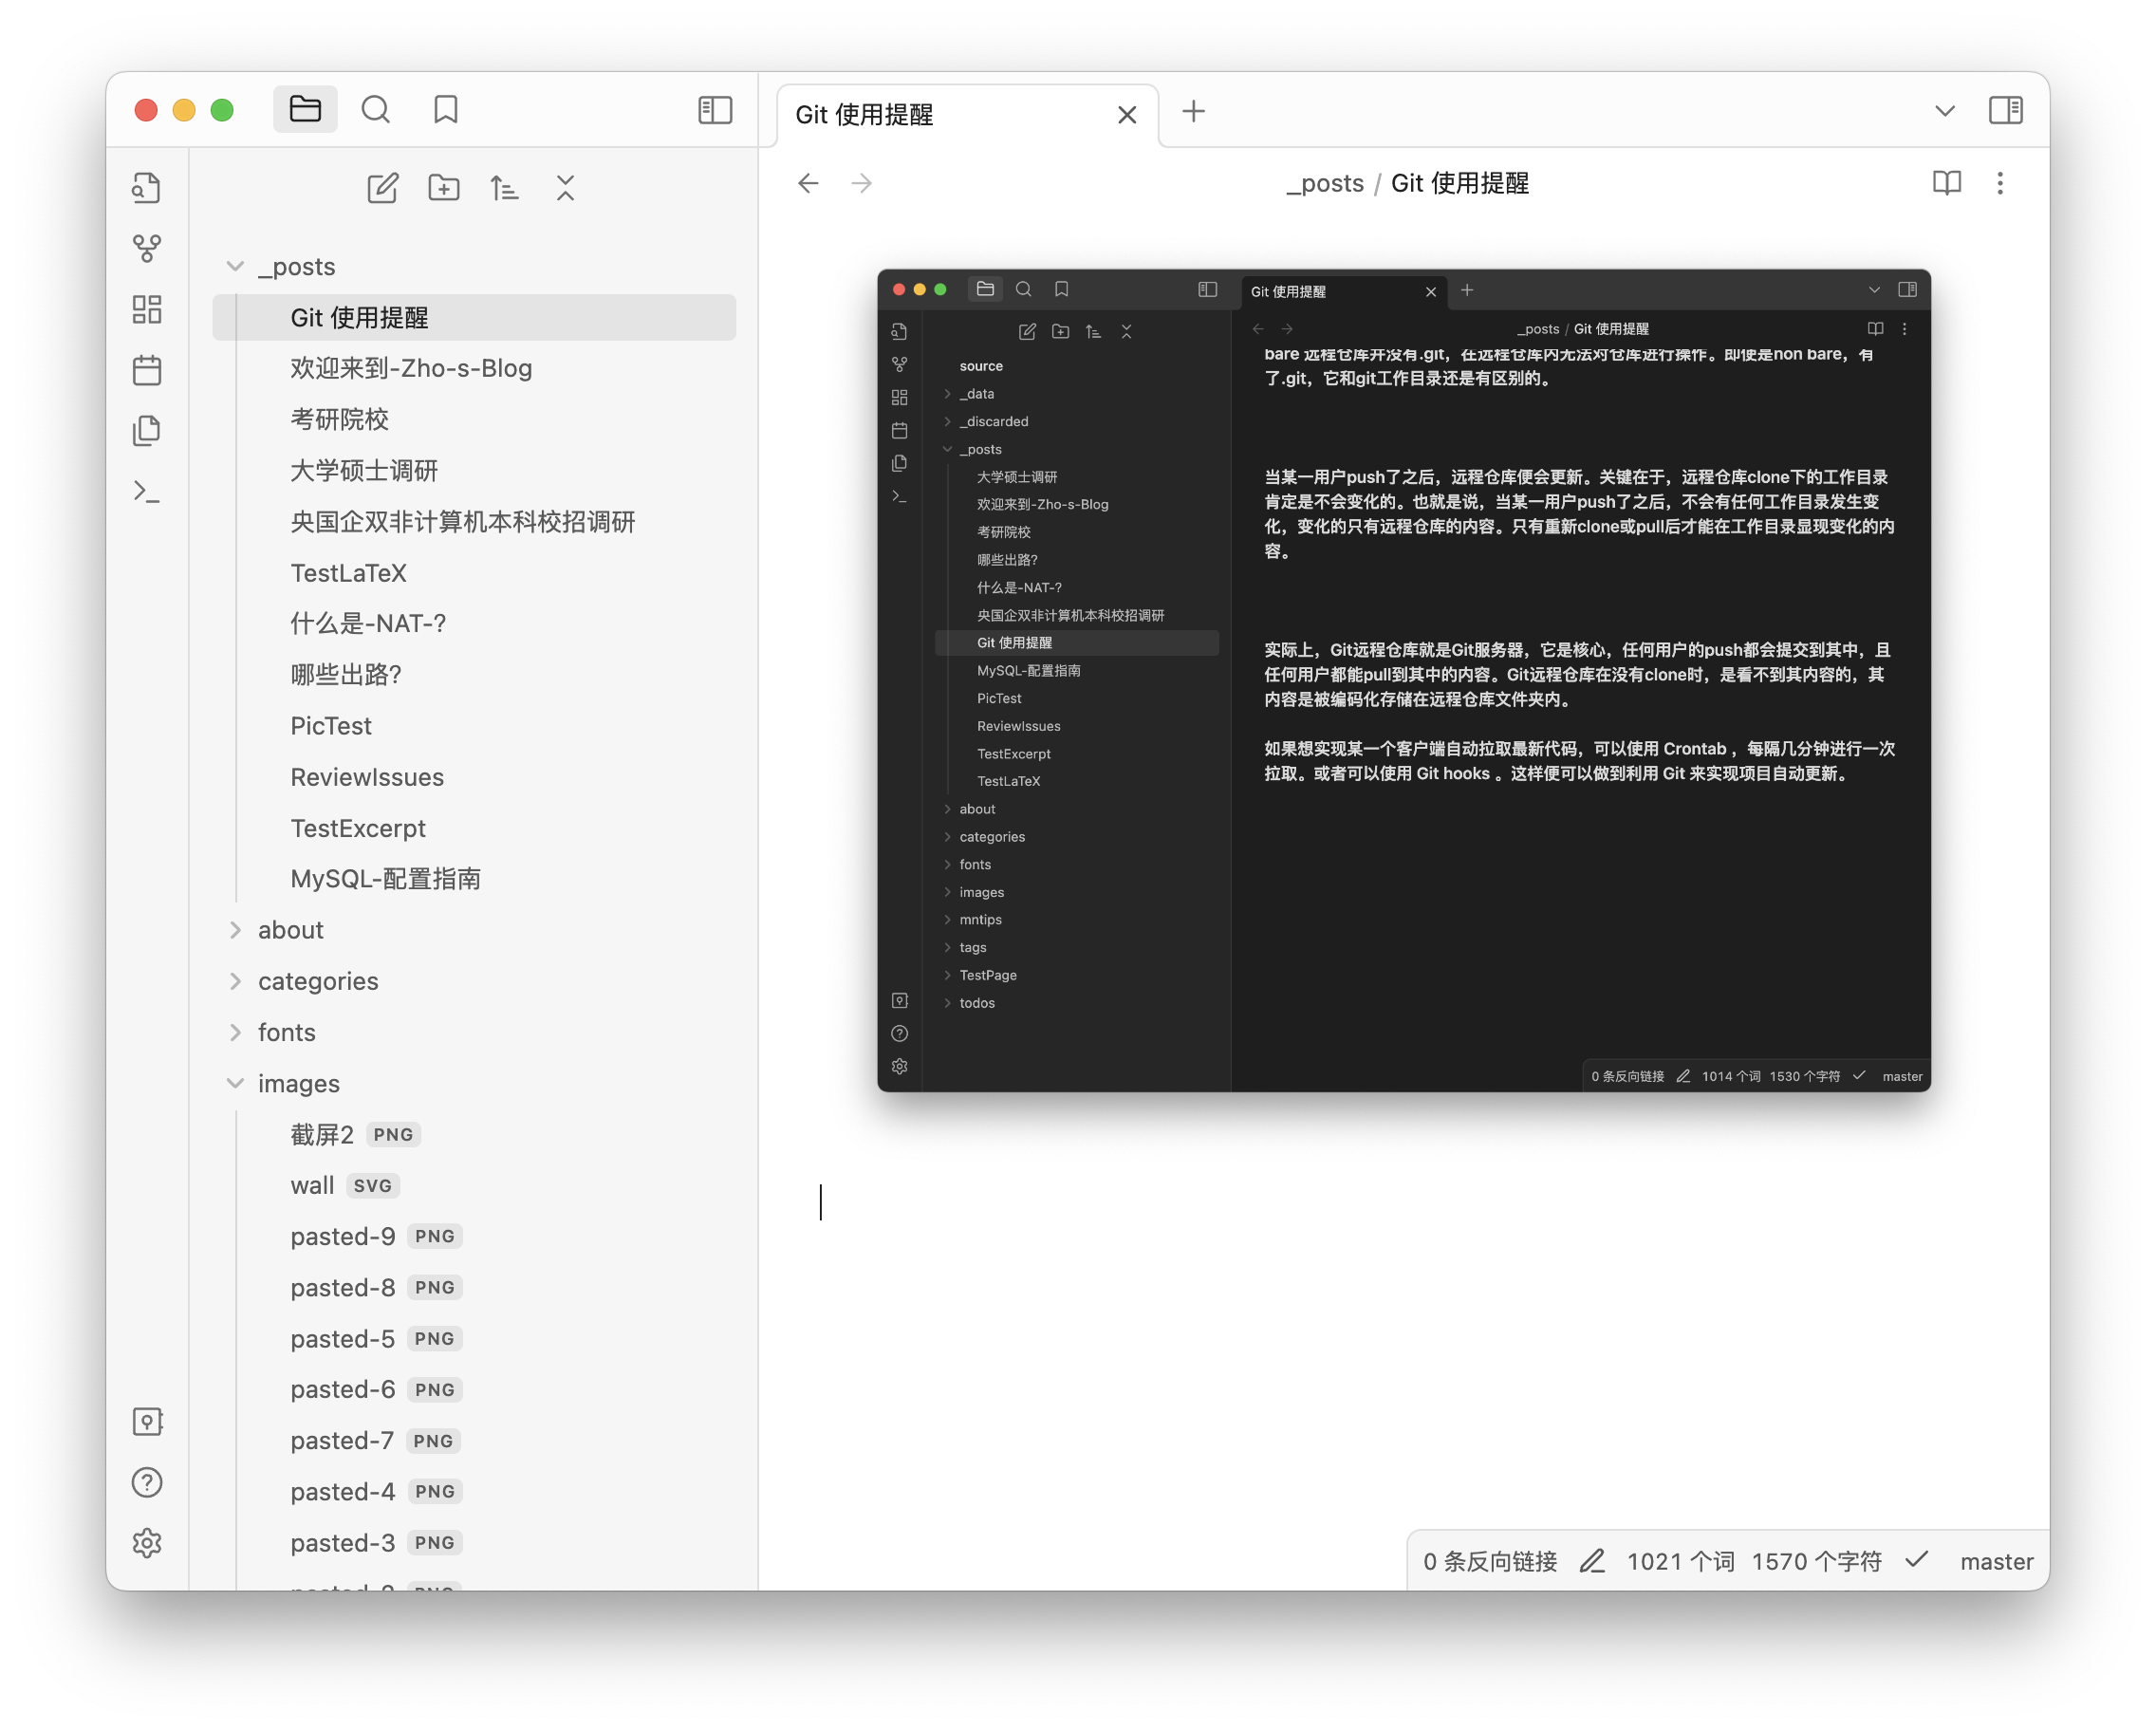 Git 使用提醒
_posts / Git 使用提醒
_posts
Git 使用提醒
欢迎来到-Zho-s-Blog
考研院校
大学硕士调研
央国企双非计算机本科校招调研
TestLaTeX
什么是-NAT-?
哪些出路?
PicTest
ReviewIssues
TestExcerpt
MySQL-配置指南
about
categories
fonts
images
截屏2 PNG
wall SVG
pasted-9 PNG
pasted-8 PNG
pasted-5 PNG
pasted-6 PNG
pasted-7 PNG
pasted-4 PNG
pasted-3 PNG
Git 使用提醒
_posts / Git 使用提醒
source
_data
_discarded
_posts
大学硕士调研
欢迎来到-Zho-s-Blog
考研院校
哪些出路?
什么是-NAT-?
央国企双非计算机本科校招调研
Git 使用提醒
MySQL-配置指南
PicTest
ReviewIssues
TestExcerpt
TestLaTeX
about
categories
fonts
images
mntips
tags
TestPage
todos
bare 远程仓库并没有.git，在远程仓库内无法对仓库进行操作。即使是non bare，有
了.git，它和git工作目录还是有区别的。
当某一用户push了之后，远程仓库便会更新。关键在于，远程仓库clone下的工作目录
肯定是不会变化的。也就是说，当某一用户push了之后，不会有任何工作目录发生变
化，变化的只有远程仓库的内容。只有重新clone或pull后才能在工作目录显现变化的内
容。
实际上，Git远程仓库就是Git服务器，它是核心，任何用户的push都会提交到其中，且
任何用户都能pull到其中的内容。Git远程仓库在没有clone时，是看不到其内容的，其
内容是被编码化存储在远程仓库文件夹内。
如果想实现某一个客户端自动拉取最新代码，可以使用 Crontab ，每隔几分钟进行一次
拉取。或者可以使用 Git hooks 。这样便可以做到利用 Git 来实现项目自动更新。
0 条反向链接 1014 个词 1530 个字符 master
0 条反向链接 1021 个词 1570 个字符 master